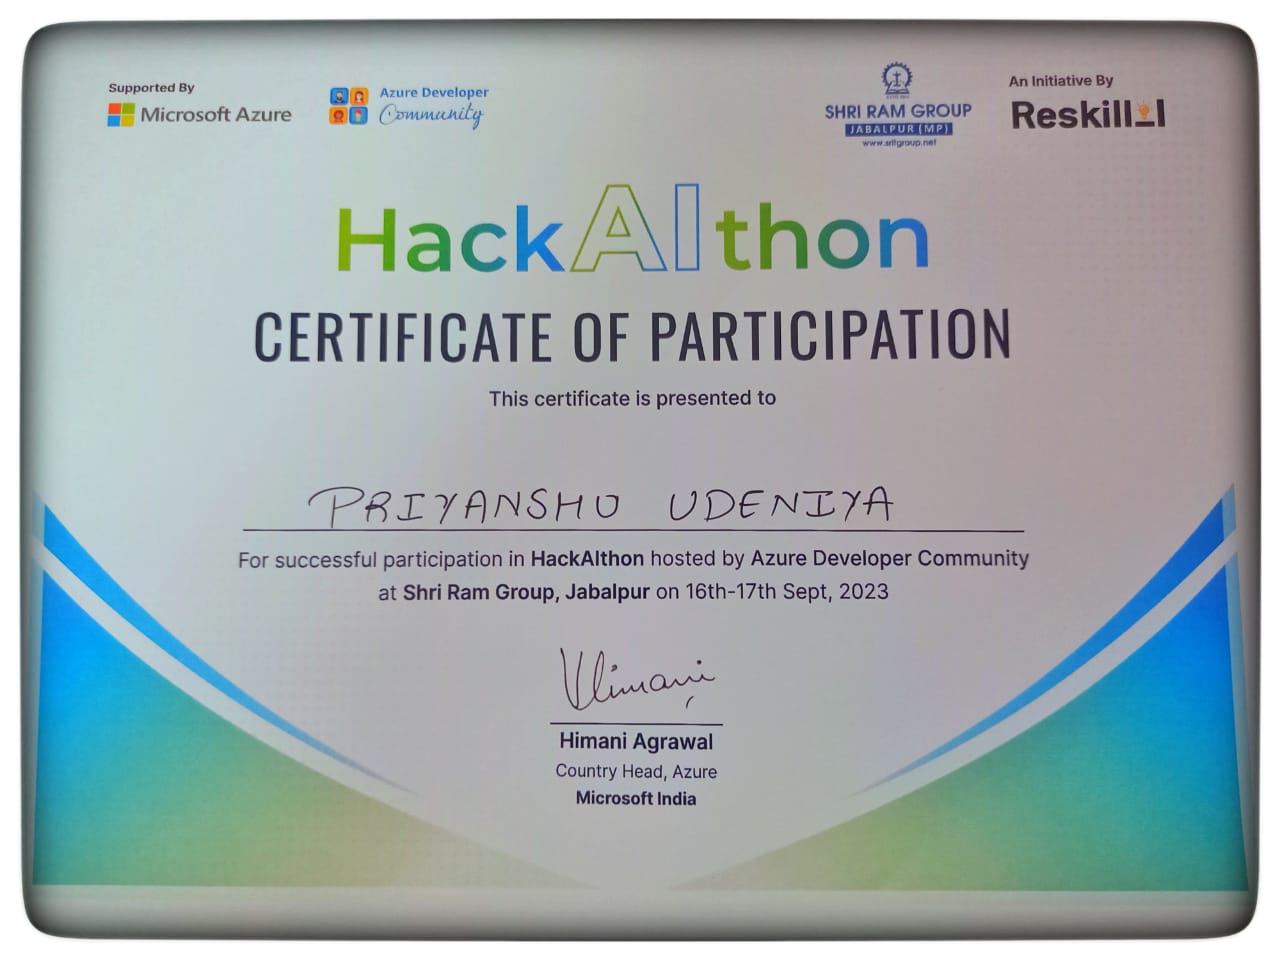 Supported By
Microsoft Azure
Azure Developer
Community
SHRI RAM GROUP
JABALPUR (MP)
www.sritgroup.net
An Initiative By
Reskilll
HackAIthon
CERTIFICATE OF PARTICIPATION
This certificate is presented to
PRIYANSHU UDENIYA
For successful participation in HackAIthon hosted by Azure Developer Community
at Shri Ram Group, Jabalpur on 16th-17th Sept, 2023
Himani
Himani Agrawal
Country Head, Azure
Microsoft India